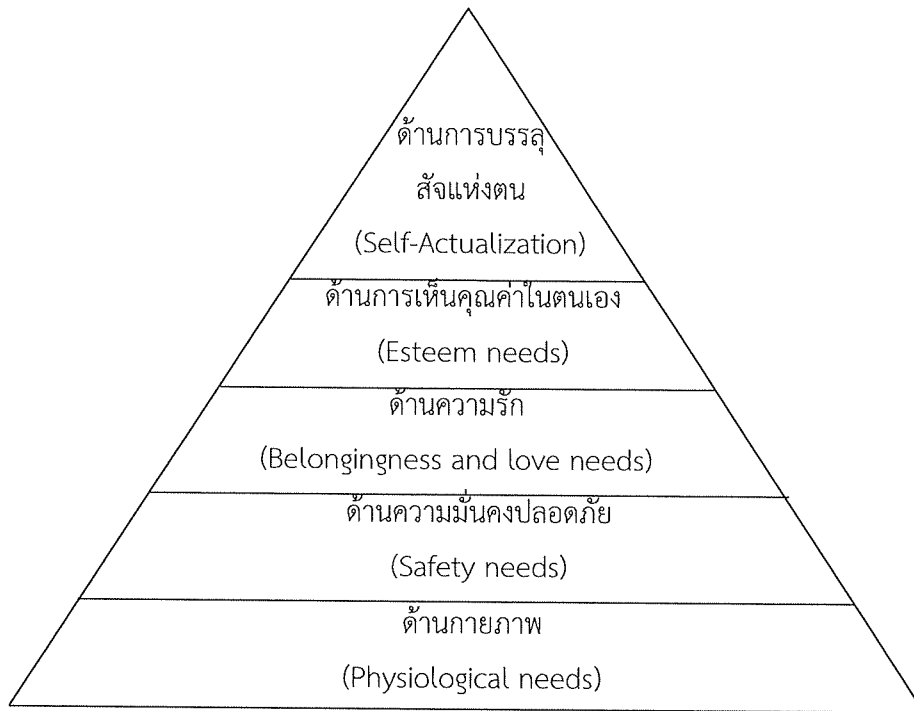 ด้านการบรรลุ
สัจแห่งตน
(Self-Actualization)
ด้านการเห็นคุณค่าในตนเอง
(Esteem needs)
ด้านความรัก
(Belongingness and love needs)
ด้านความมั่นคงปลอดภัย
(Safety needs)
ด้านกายภาพ
(Physiological needs)